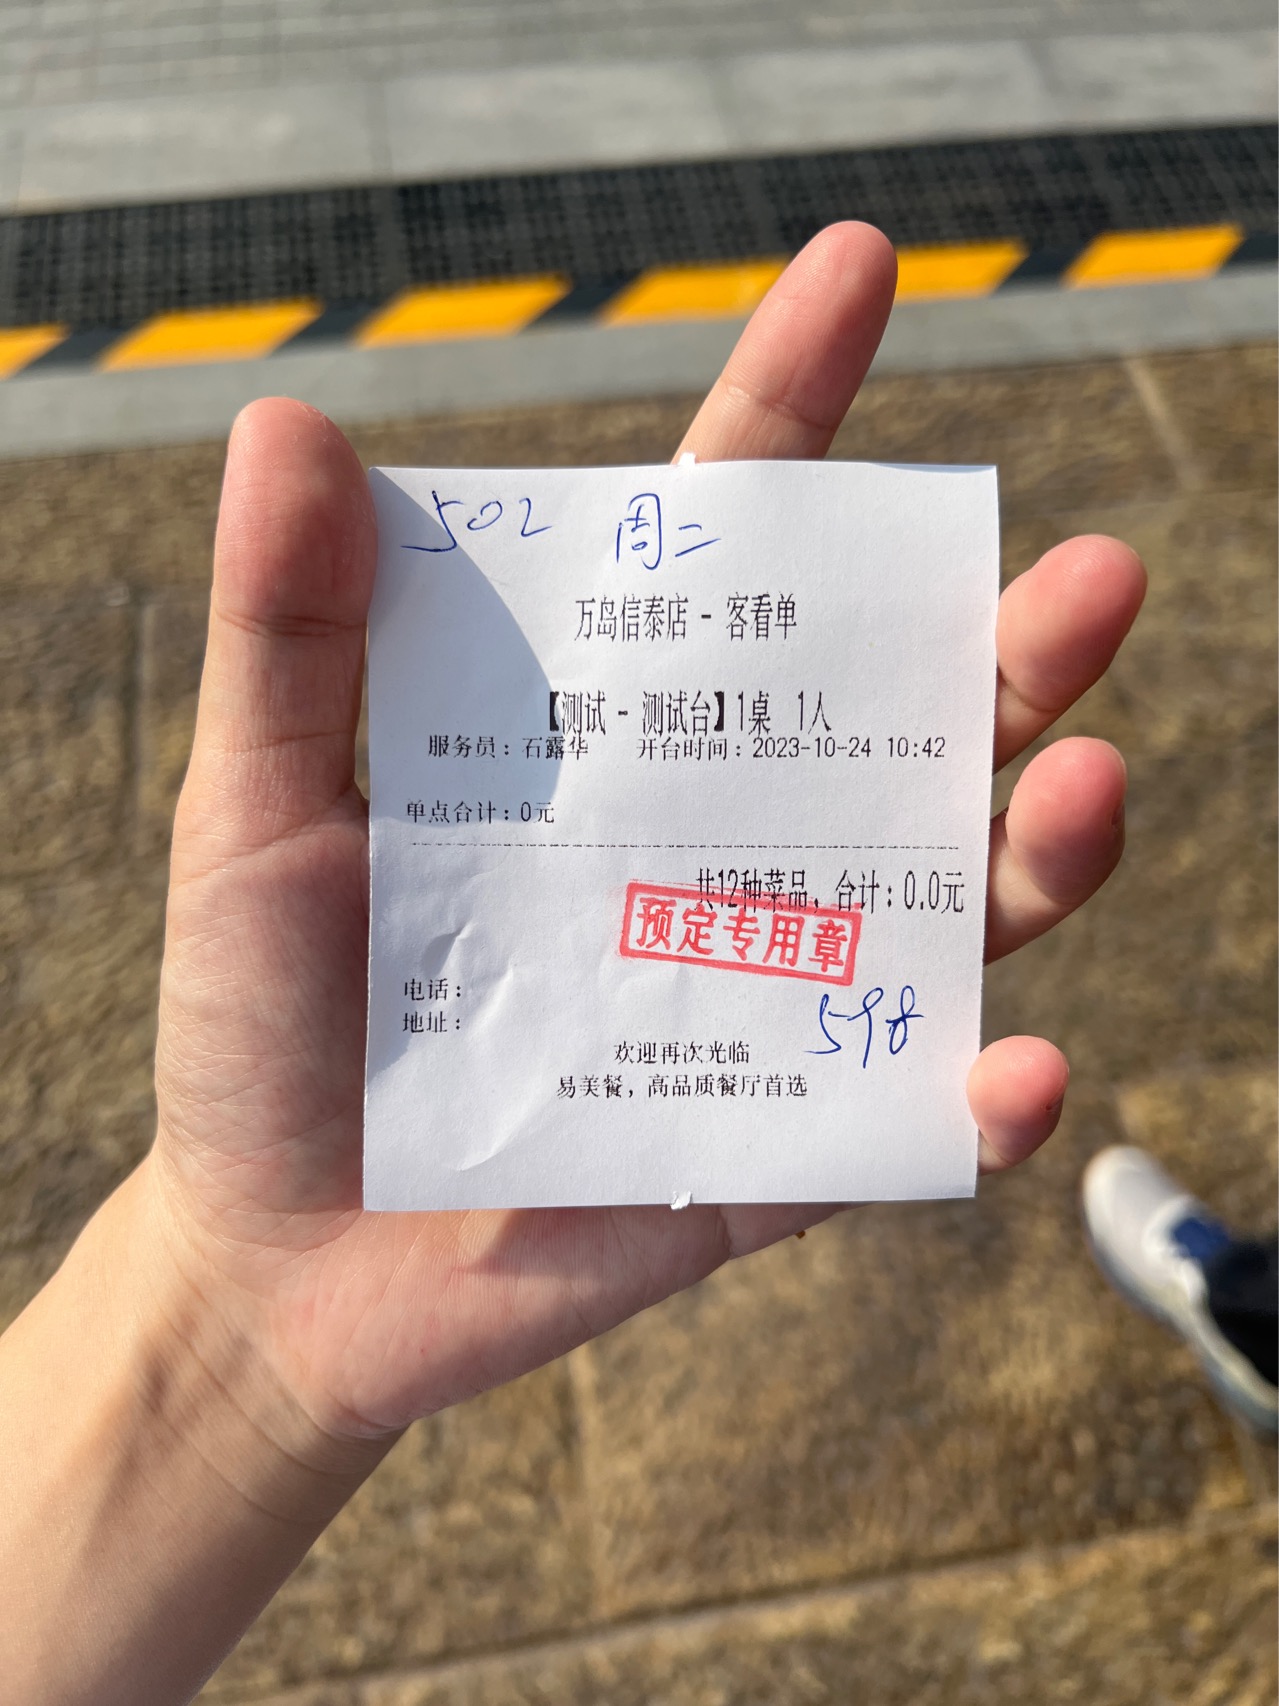 502 周二
万岛信泰店 - 客看单
【测试 - 测试台】1桌 1人
服务员：石露华 开台时间：2023-10-24 10:42
单点合计：0元
共12种菜品，合计：0.0元
预定专用章
电话：
地址：
598
欢迎再次光临
易美餐，高品质餐厅首选